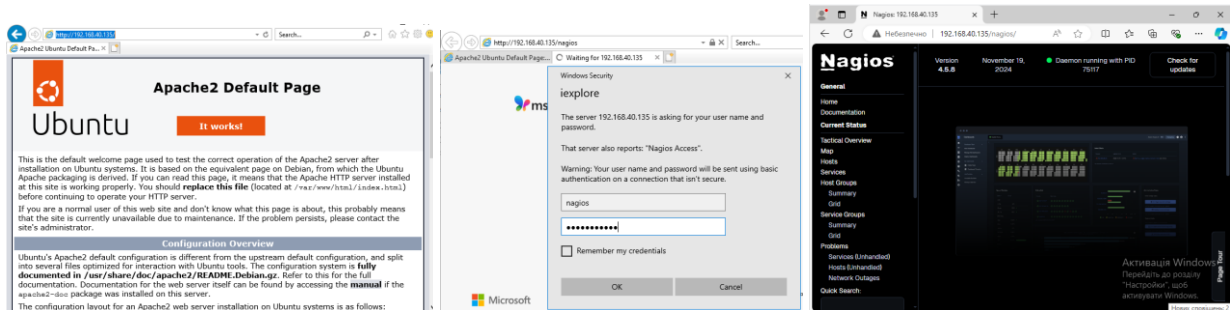 http://192.168.40.135/
Search...
Apache2 Ubuntu Default Pa...
Ubuntu
Apache2 Default Page
It works!
This is the default welcome page used to test the correct operation of the Apache2 server after
installation on Ubuntu systems. It is based on the equivalent page on Debian, from which the Ubuntu
Apache packaging is derived. If you can read this page, it means that the Apache HTTP server installed
at this site is working properly. You should replace this file (located at /var/www/html/index.html)
before continuing to operate your HTTP server.
If you are a normal user of this web site and don't know what this page is about, this probably means
that the site is currently unavailable due to maintenance. If the problem persists, please contact the
site's administrator.
Configuration Overview
Ubuntu's Apache2 default configuration is different from the upstream default configuration, and split
into several files optimized for interaction with Ubuntu tools. The configuration system is fully
documented in /usr/share/doc/apache2/README.Debian.gz. Refer to this for the full
documentation. Documentation for the web server itself can be found by accessing the manual if the
apache2-doc package was installed on this server.
The configuration layout for an Apache2 web server installation on Ubuntu systems is as follows:
http://192.168.40.135/nagios
Search...
Apache2 Ubuntu Default Page:...
Waiting for 192.168.40.135
ms
Microsoft
Windows Security
iexplore
The server 192.168.40.135 is asking for your user name and
password.
That server also reports: "Nagios Access".
Warning: Your user name and password will be sent using basic
authentication on a connection that isn't secure.
nagios
Remember my credentials
OK
Cancel
Nagios: 192.168.40.135
Небезпечно
192.168.40.135/nagios/
Nagios
Version
4.5.8
November 19,
2024
Daemon running with PID
75117
Check for
updates
General
Home
Documentation
Current Status
Tactical Overview
Map
Hosts
Services
Host Groups
Summary
Grid
Service Groups
Summary
Grid
Problems
Services (Unhandled)
Hosts (Unhandled)
Network Outages
Quick Search:
Page Tour
Активація Windows
Перейдіть до розділу
"Настройки", щоб
активувати Windows.